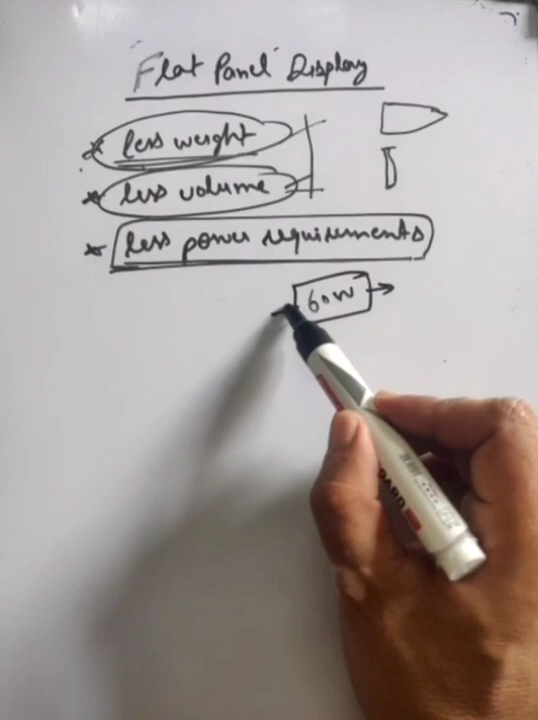 Flat Panel Display
* less weight
* less volume
* less power requirements
60W